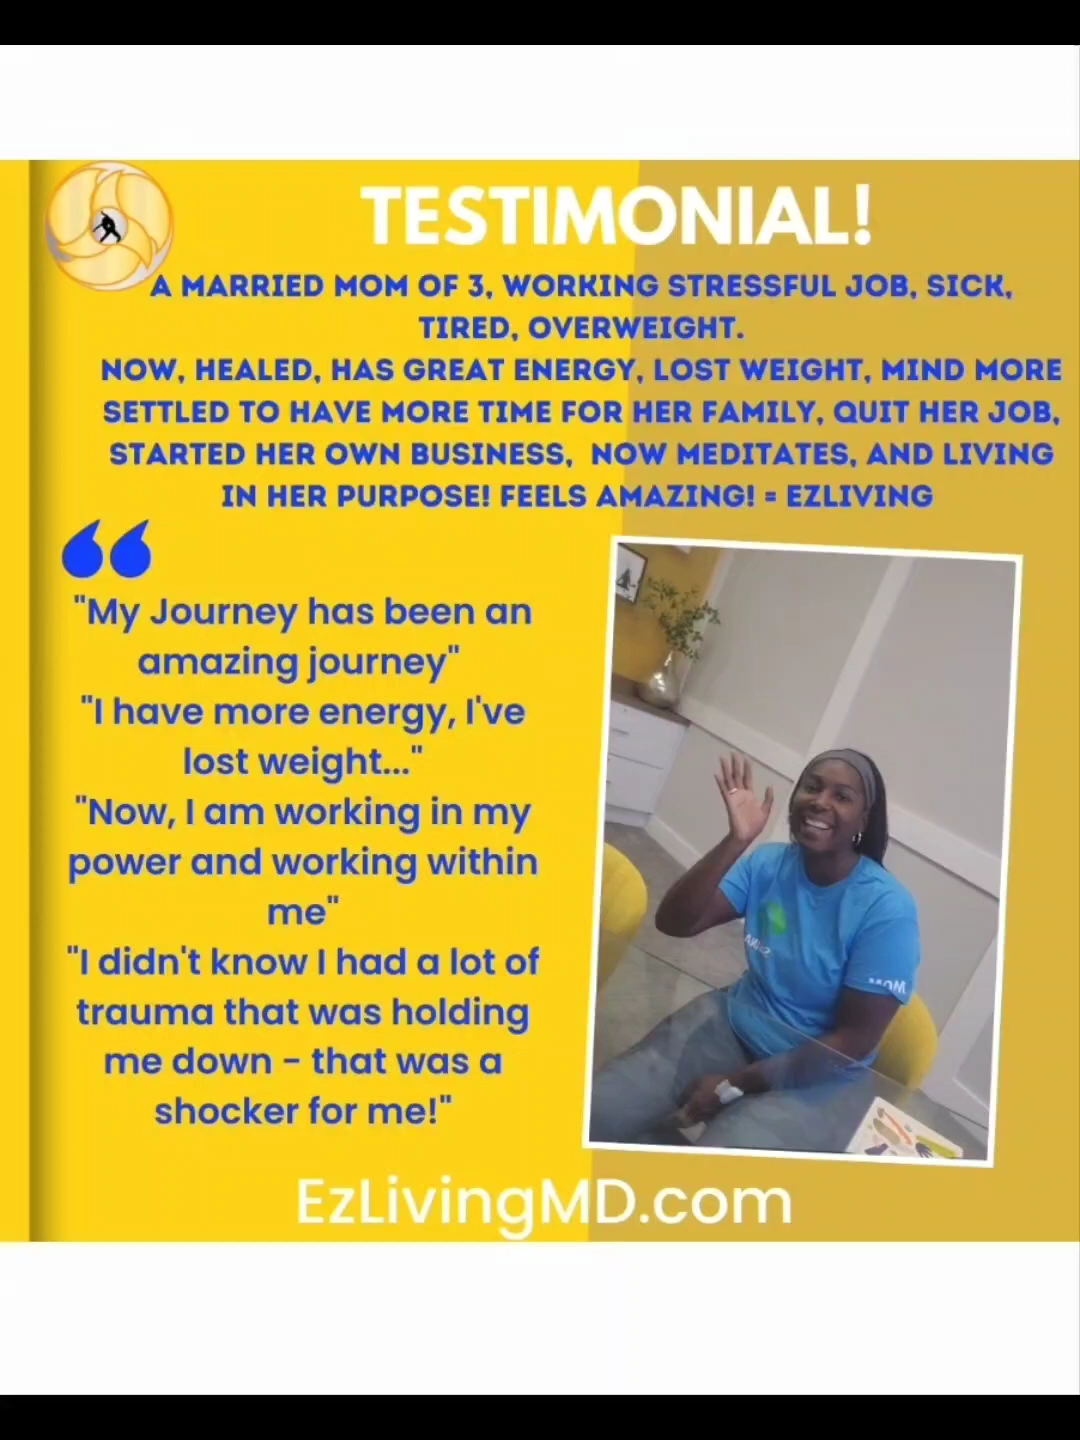 TESTIMONIAL!
A MARRIED MOM OF 3, WORKING STRESSFUL JOB, SICK,
TIRED, OVERWEIGHT.
NOW, HEALED, HAS GREAT ENERGY, LOST WEIGHT, MIND MORE
SETTLED TO HAVE MORE TIME FOR HER FAMILY, QUIT HER JOB,
STARTED HER OWN BUSINESS, NOW MEDITATES, AND LIVING
IN HER PURPOSE! FEELS AMAZING! = EZLIVING
"My Journey has been an
amazing journey"
"I have more energy, I've
lost weight..."
"Now, I am working in my
power and working within
me"
"I didn't know I had a lot of
trauma that was holding
me down - that was a
shocker for me!"
MOM
EzLivingMD.com